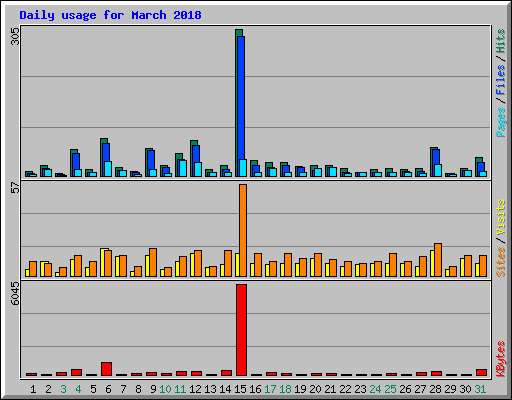 Daily usage for March 2018
305
Pages / Files / Hits
57
Sites / Visits
6045
KBytes
1 2 3 4 5 6 7 8 9 10 11 12 13 14 15 16 17 18 19 20 21 22 23 24 25 26 27 28 29 30 31